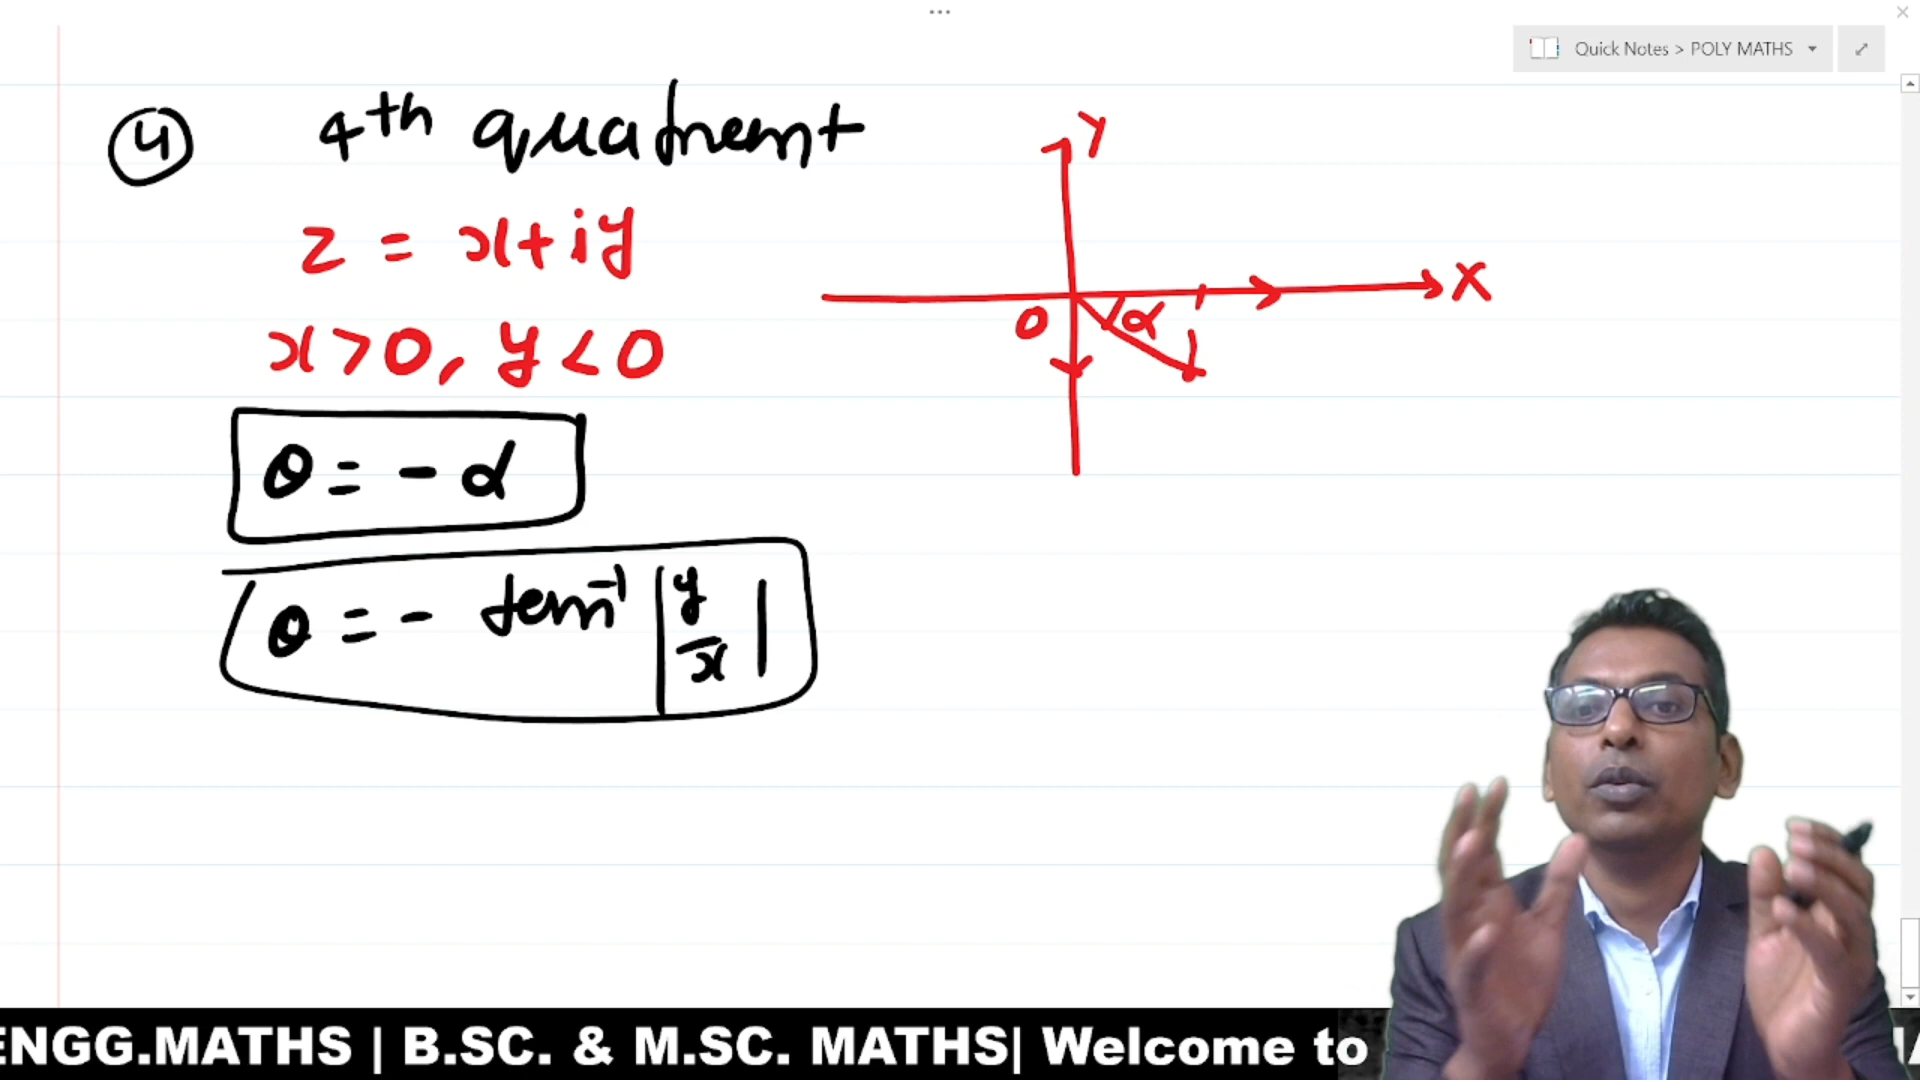 ...
Quick Notes > POLY MATHS
④ 4th quadrent
z = x+iy
x>0, y<0
θ = - α
θ = - tan⁻¹ |y/x|
Y
X
O
α
ENGG.MATHS | B.SC. & M.SC. MATHS| Welcome to